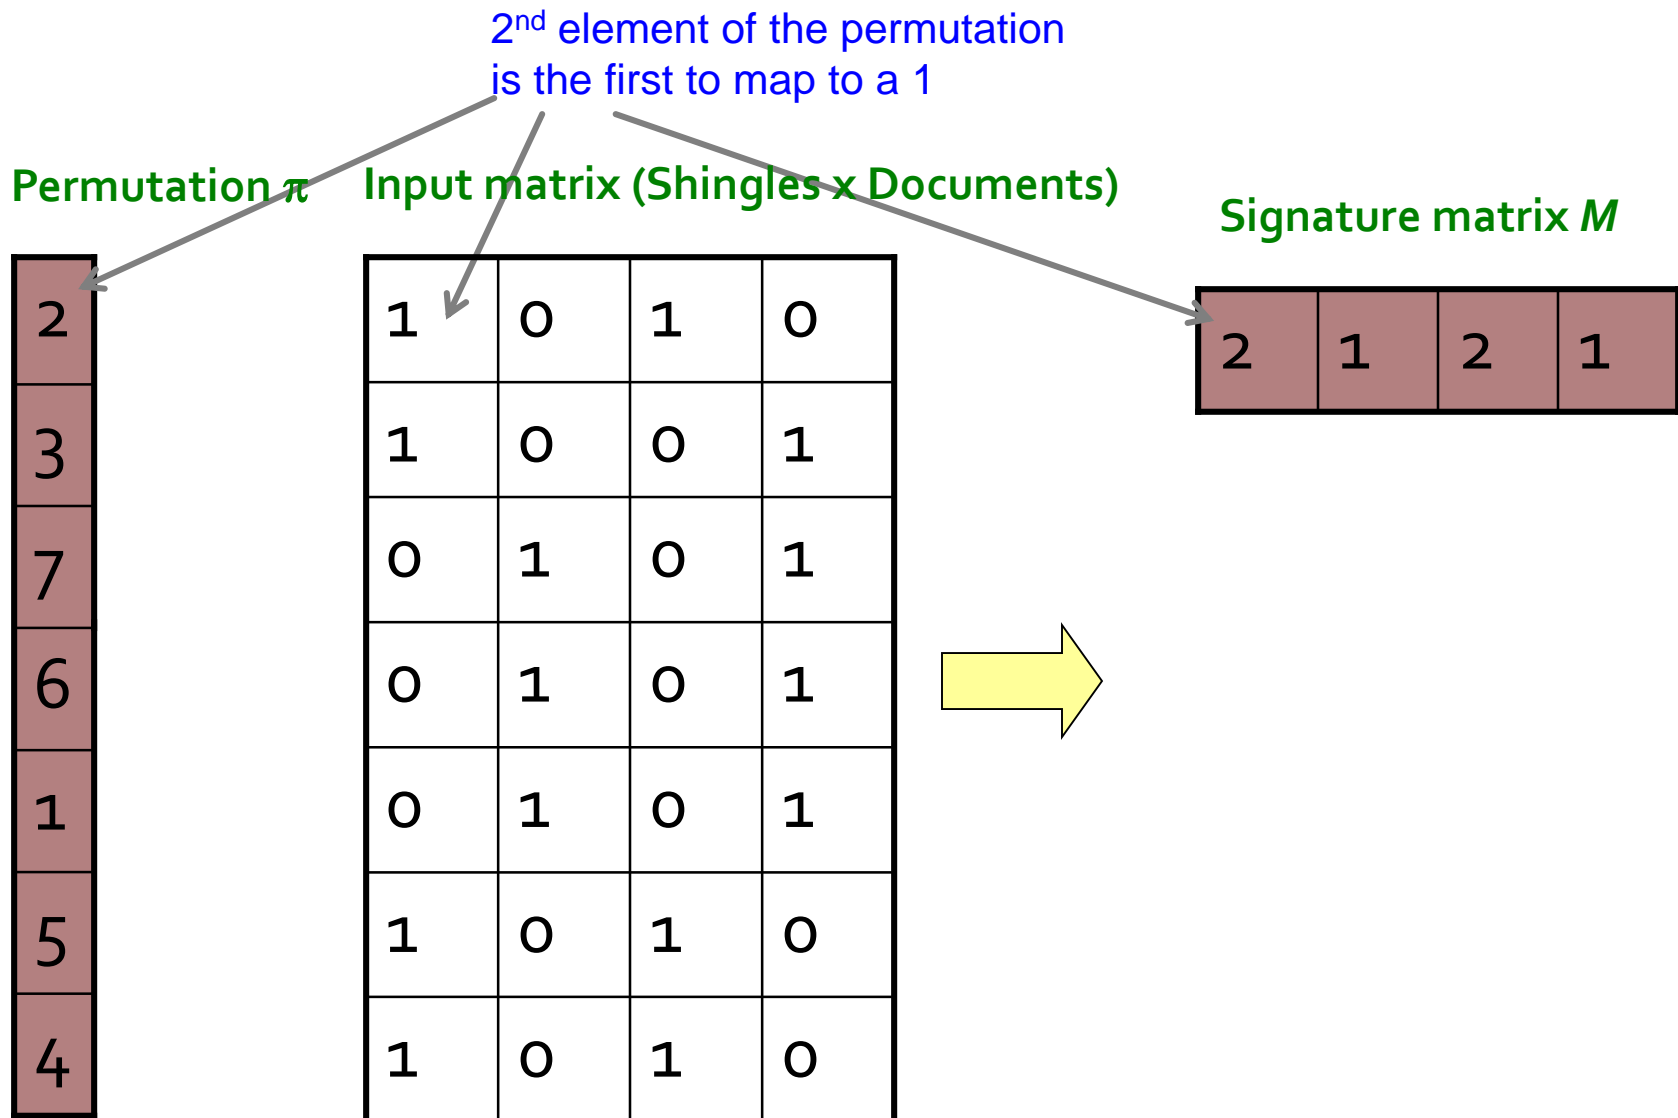 2nd element of the permutation
is the first to map to a 1
Permutation π
Input matrix (Shingles x Documents)
Signature matrix M
2
3
7
6
1
5
4
1 0 1 0
1 0 0 1
0 1 0 1
0 1 0 1
0 1 0 1
1 0 1 0
1 0 1 0
2 1 2 1